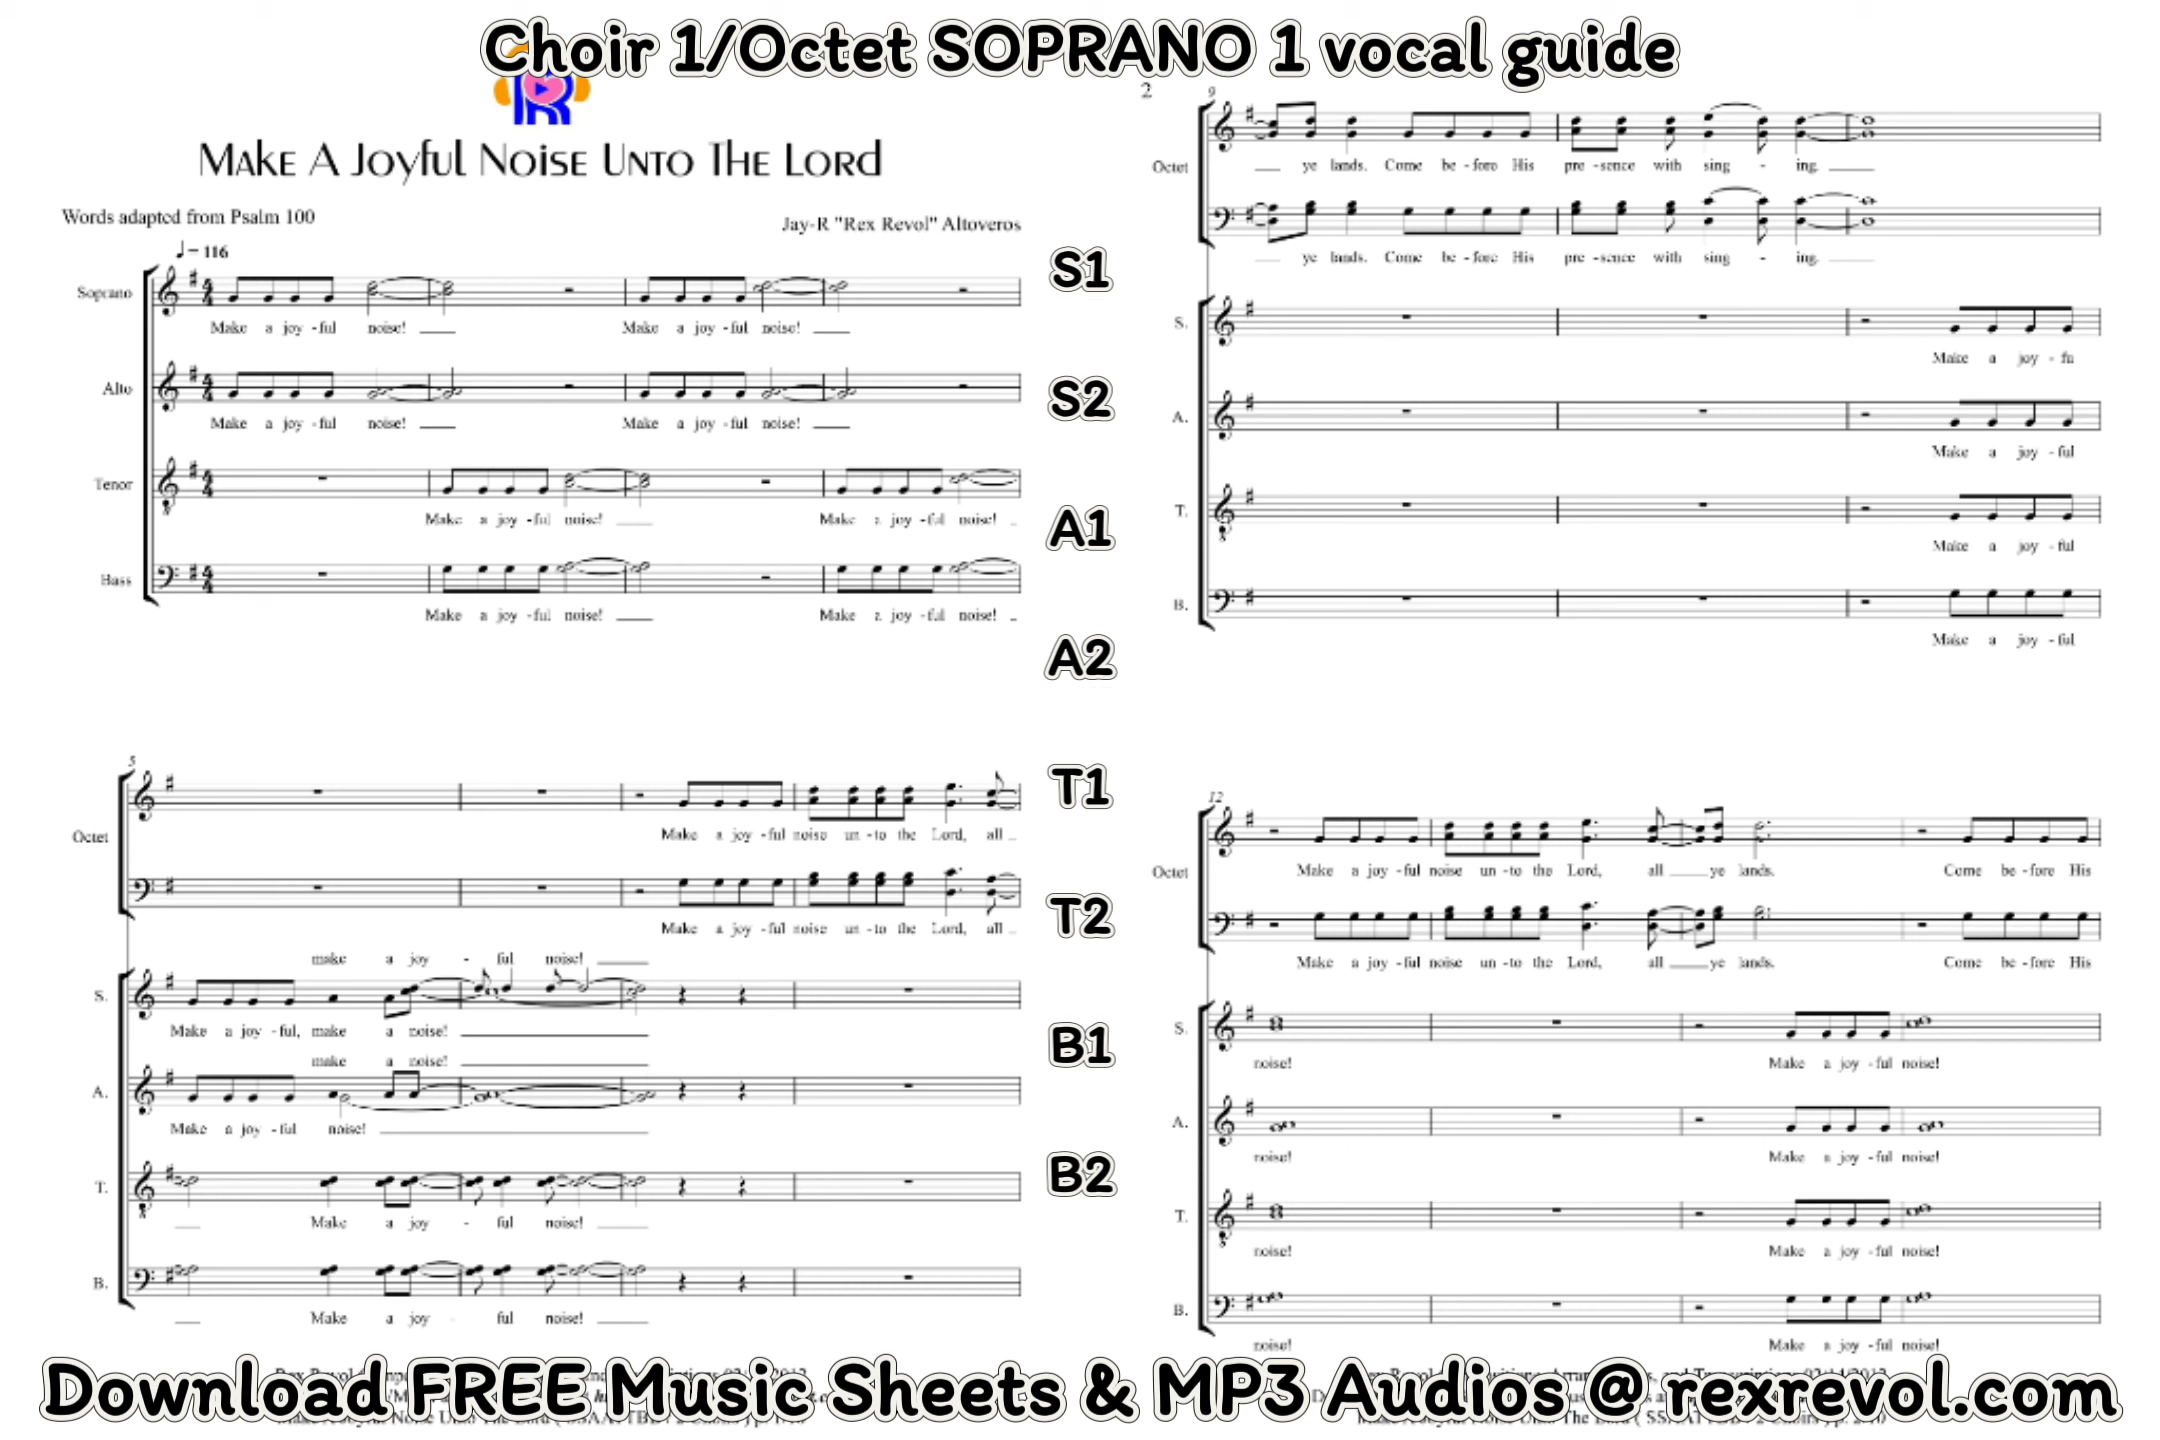 Choir 1/Octet SOPRANO 1 vocal guide
Make A Joyful Noise Unto The Lord
Words adapted from Psalm 100
Jay-R "Rex Revol" Altoveros
♩ = 116
Soprano
Make a joy - ful noise! Make a joy - ful noise!
Alto
Make a joy - ful noise! Make a joy - ful noise!
Tenor
Make a joy - ful noise! Make a joy - ful noise!
Bass
Make a joy - ful noise! Make a joy - ful noise!
5
Octet
Make a joy - ful noise un - to the Lord, all
Make a joy - ful noise un - to the Lord, all
make a joy - ful noise!
S.
Make a joy - ful, make a noise!
make a noise!
A.
Make a joy - ful noise!
T.
Make a joy - ful noise!
B.
Make a joy ful noise!
S1
S2
A1
A2
T1
T2
B1
B2
2
9
Octet
ye lands. Come be - fore His pre - sence with sing - ing.
ye lands. Come be - fore His pre - sence with sing - ing.
S.
Make a joy - fu
A.
Make a joy - ful
T.
Make a joy - ful
B.
Make a joy - ful
12
Octet
Make a joy - ful noise un - to the Lord, all ye lands. Come be - fore His
Make a joy - ful noise un - to the Lord, all ye lands. Come be - fore His
S.
noise! Make a joy - ful noise!
A.
noise! Make a joy - ful noise!
T.
noise! Make a joy - ful noise!
B.
noise! Make a joy - ful noise!
Download FREE Music Sheets & MP3 Audios @ rexrevol.com